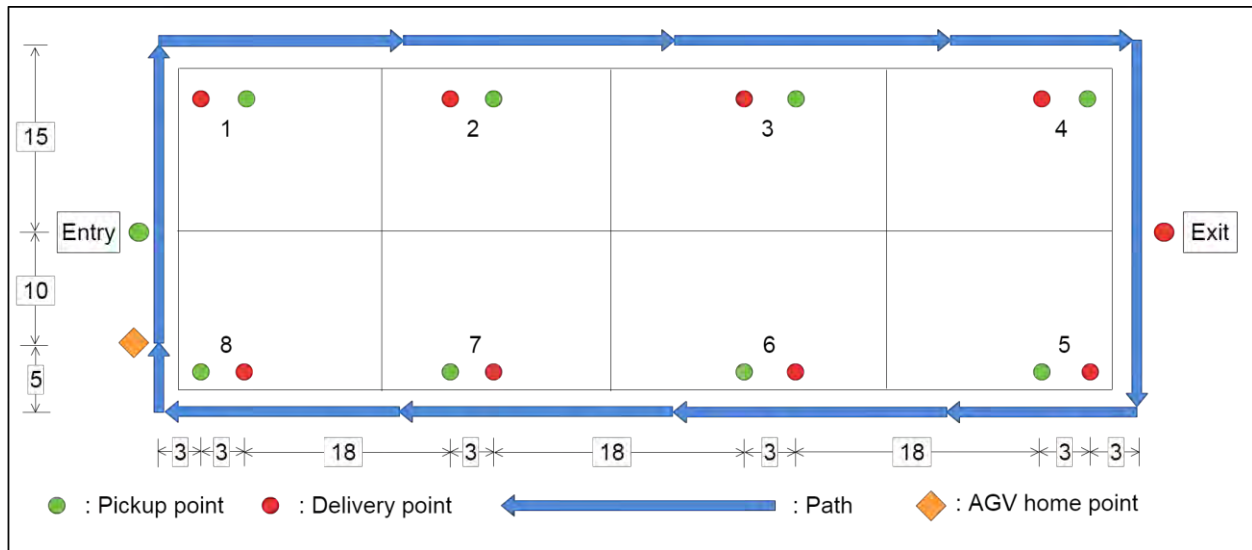 1 2 3 4
15
Entry Exit
10
8 7 6 5
5
3 3 18 3 18 3 18 3 3
: Pickup point : Delivery point : Path : AGV home point